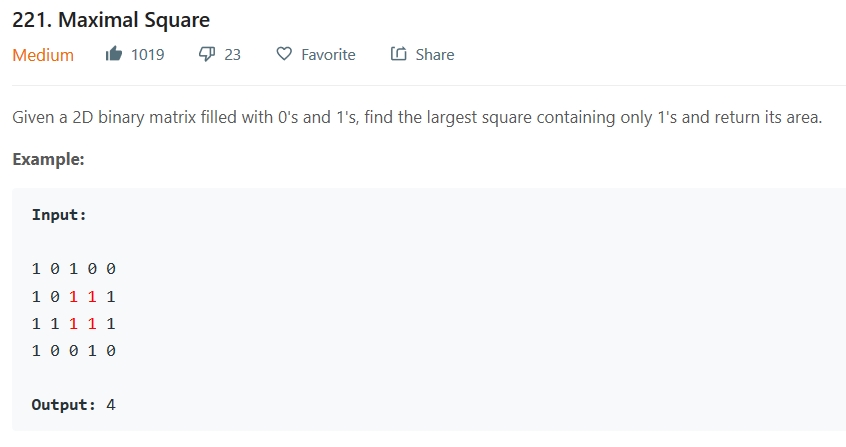 221. Maximal Square
Medium 1019 23 Favorite Share
Given a 2D binary matrix filled with 0's and 1's, find the largest square containing only 1's and return its area.
Example:
Input:
1 0 1 0 0
1 0 1 1 1
1 1 1 1 1
1 0 0 1 0
Output: 4